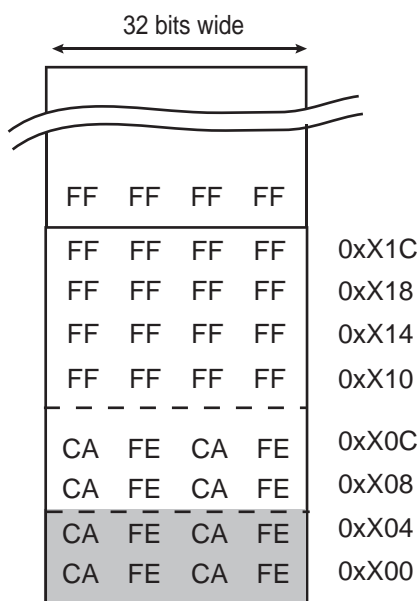 32 bits wide
FF FF FF FF
FF FF FF FF 0xX1C
FF FF FF FF 0xX18
FF FF FF FF 0xX14
FF FF FF FF 0xX10
CA FE CA FE 0xX0C
CA FE CA FE 0xX08
CA FE CA FE 0xX04
CA FE CA FE 0xX00